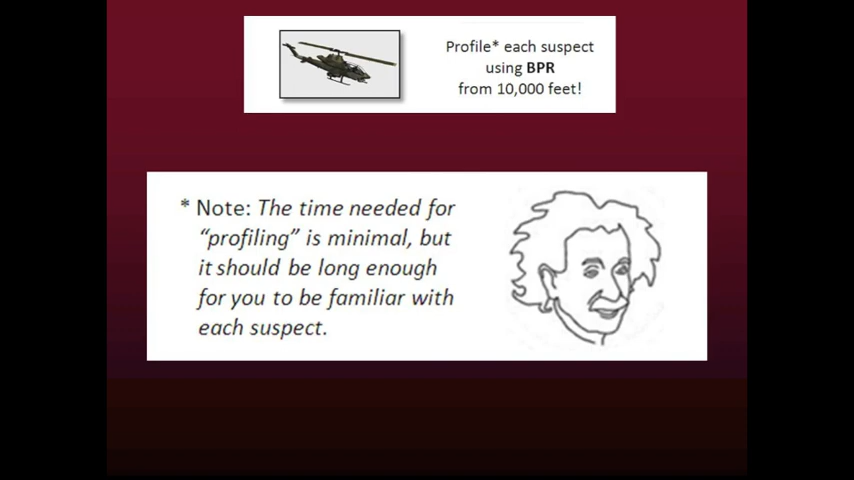 Profile* each suspect
using BPR
from 10,000 feet!
* Note: The time needed for
“profiling” is minimal, but
it should be long enough
for you to be familiar with
each suspect.